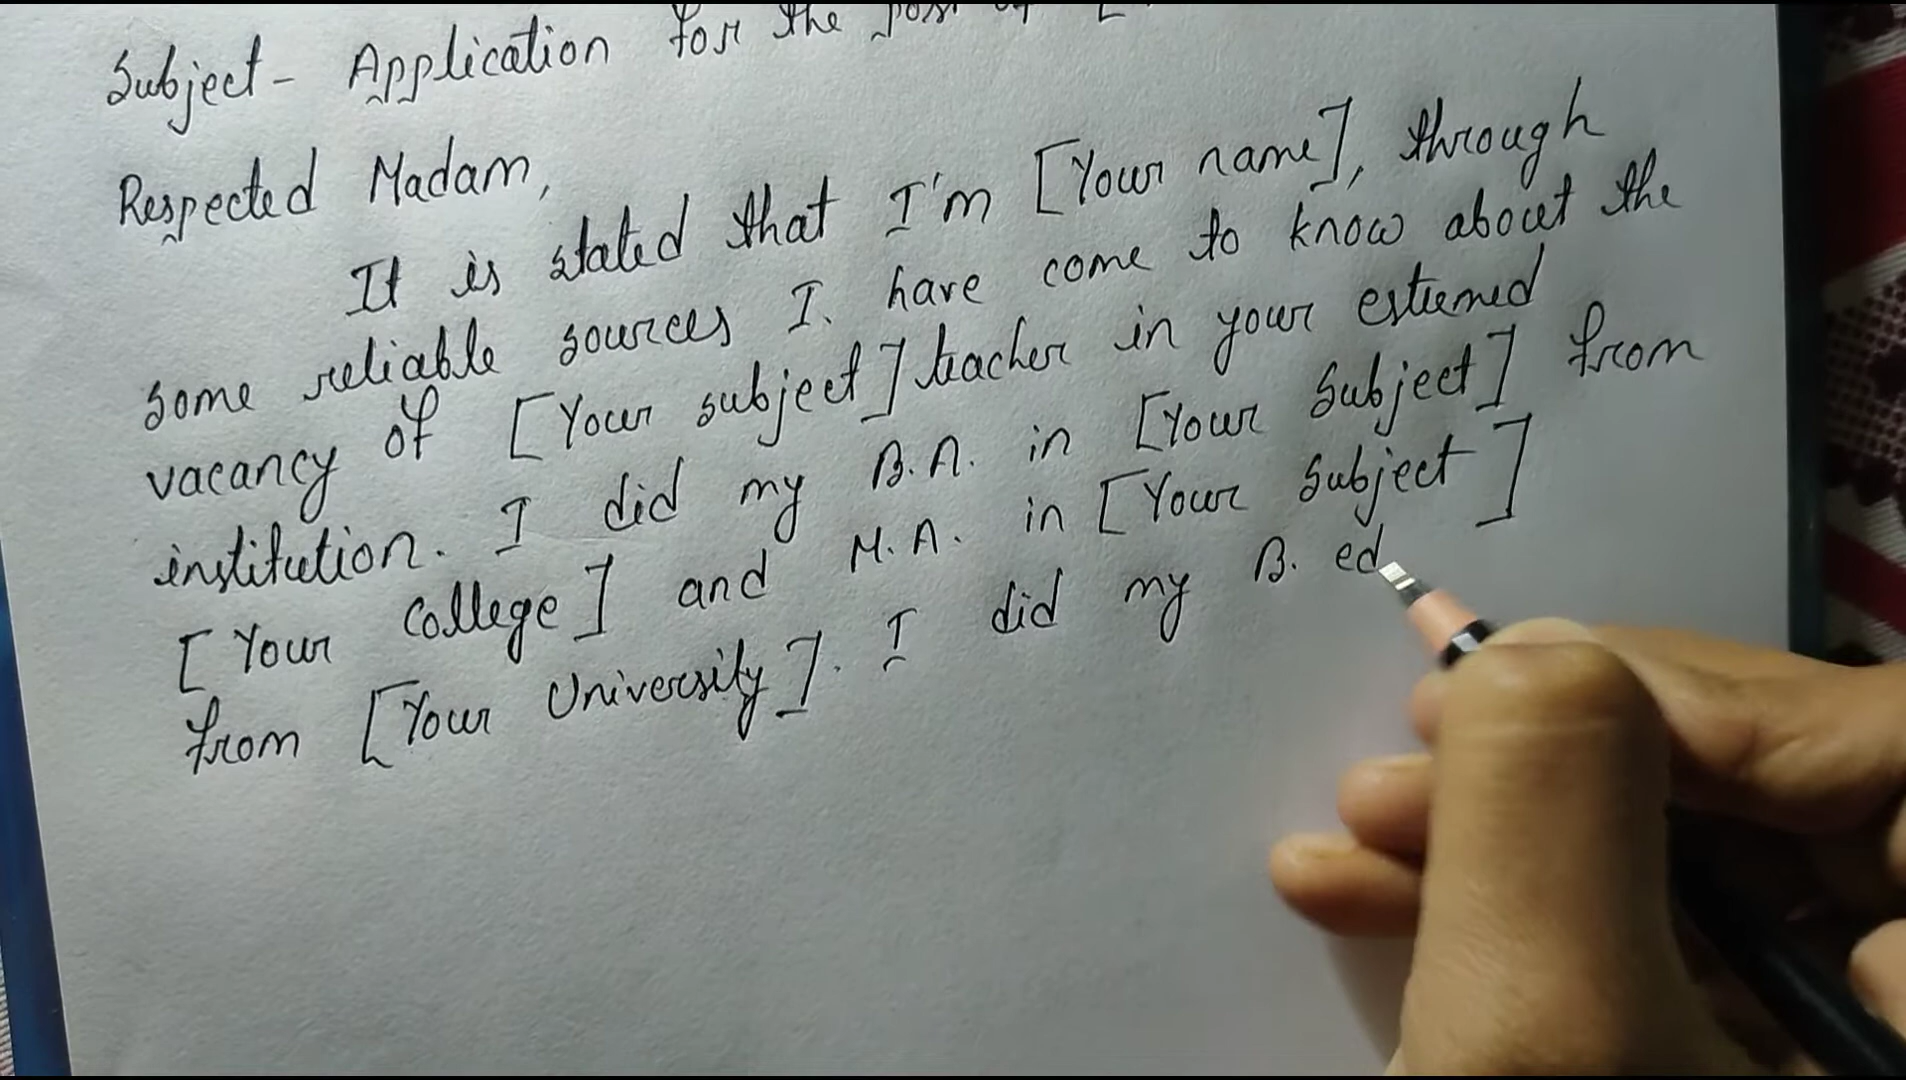 Subject - Application for the post of [
Respected Madam,
It is stated that I'm [Your name], through
some reliable sources I have come to know about the
vacancy of [Your subject] teacher in your esteemed
institution. I did my B.A. in [Your Subject] from
[Your College] and M.A. in [Your Subject]
from [Your University]. I did my B. ed